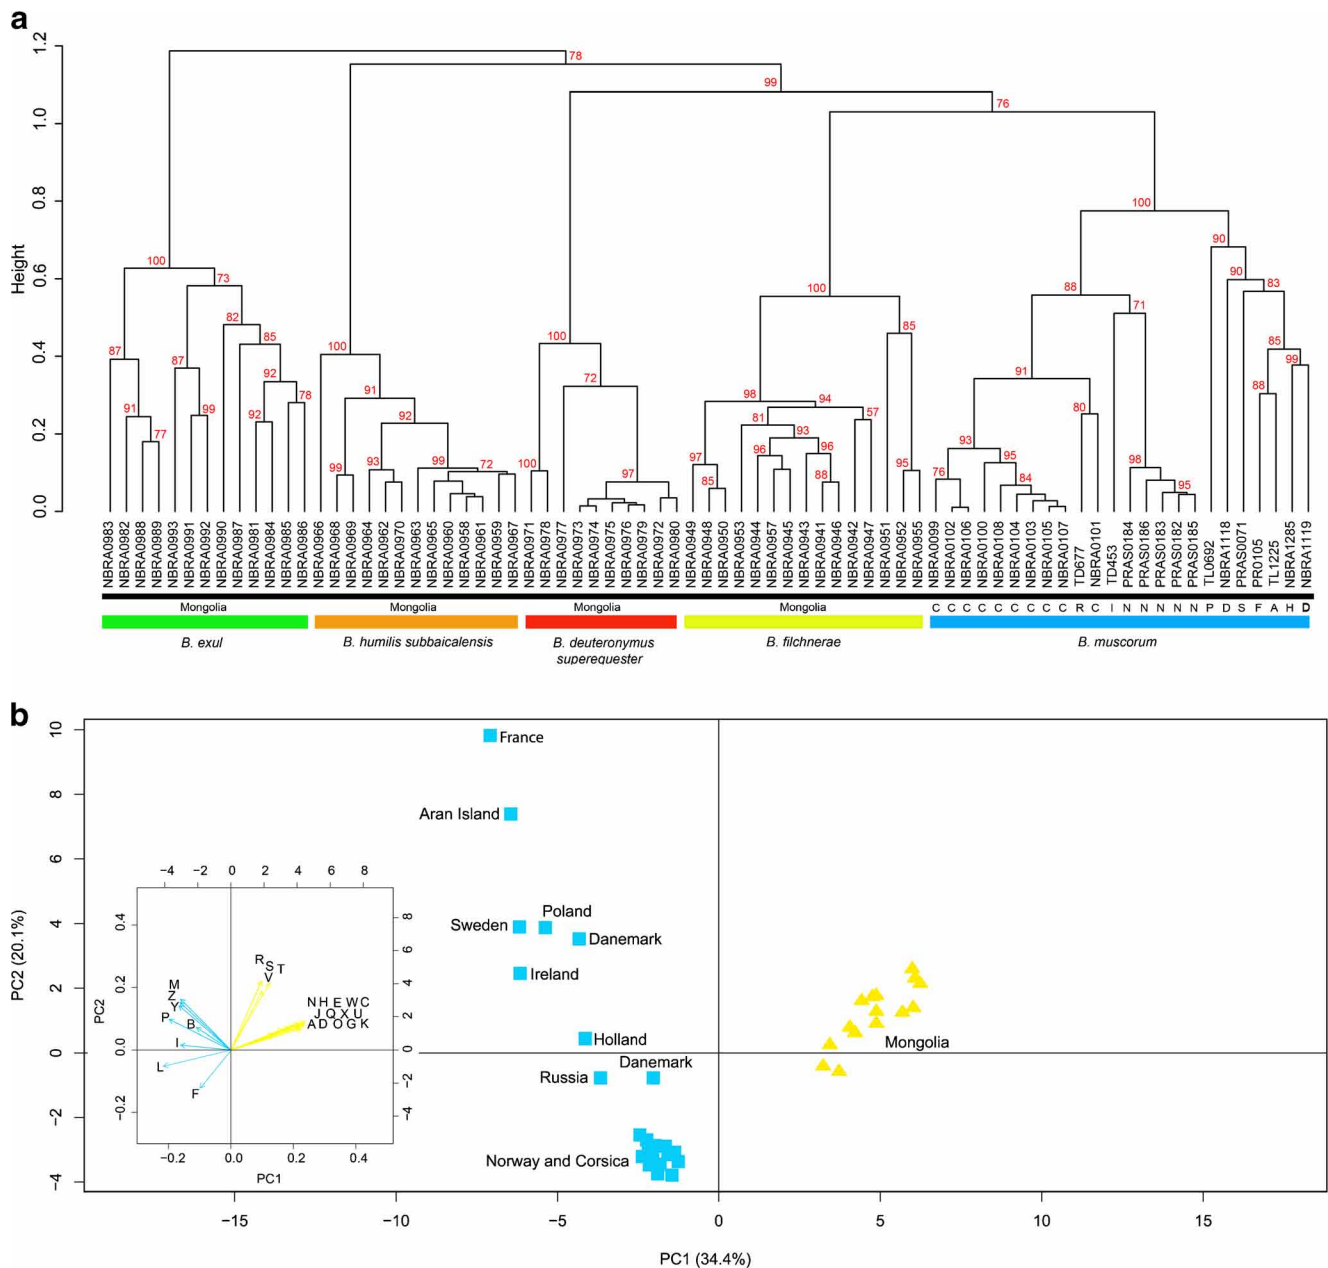 a
1.2
1.0
0.8
0.6
0.4
0.2
0.0
Height
78
99
76
100
90
100
90
73
83
88
100
71
82
85
100
85
87
100
85
99
92
91
72
87
91
78
88
98
94
80
91
99
92
81
57
92
93
93
77
96
96
95
97
99
93
99
72
100
97
85
88
95
76
84
98
95
NBRA0983
NBRA0982
NBRA0988
NBRA0989
NBRA0993
NBRA0991
NBRA0992
NBRA0990
NBRA0987
NBRA0981
NBRA0984
NBRA0985
NBRA0986
NBRA0966
NBRA0968
NBRA0969
NBRA0964
NBRA0962
NBRA0970
NBRA0963
NBRA0965
NBRA0960
NBRA0958
NBRA0961
NBRA0959
NBRA0967
NBRA0971
NBRA0978
NBRA0977
NBRA0973
NBRA0974
NBRA0975
NBRA0976
NBRA0979
NBRA0972
NBRA0980
NBRA0949
NBRA0948
NBRA0950
NBRA0953
NBRA0944
NBRA0957
NBRA0945
NBRA0943
NBRA0941
NBRA0946
NBRA0942
NBRA0947
NBRA0951
NBRA0952
NBRA0955
NBRA0099
NBRA0102
NBRA0106
NBRA0100
NBRA0108
NBRA0104
NBRA0103
NBRA0105
NBRA0107
TD677
NBRA0101
TD453
PRAS0184
PRAS0186
PRAS0183
PRAS0182
PRAS0185
TL0692
NBRA1118
PRAS0071
PR0105
TL1225
NBRA1285
NBRA1119
Mongolia Mongolia Mongolia Mongolia C C C C C C C C C R C I N N N N N P D S F A H D
B. exul B. humilis subbaicalensis B. deuteronymus B. filchnerae B. muscorum
superequester
b
10
8
6
4
2
0
−2
−4
PC2 (20.1%)
France
Aran Island
Poland
Sweden
Danemark
Ireland
Holland
Danemark
Russia
Norway and Corsica
Mongolia
−4 −2 0 2 4 6 8
0.4
0.2
0.0
−0.2
PC2
8
6
4
2
0
−2
−4
R
S T
V
M
Z
Y
P
B
I
L
F
N H E W C
J Q X U
A D O G K
−0.2 0.0 0.2 0.4
PC1
−15 −10 −5 0 5 10 15
PC1 (34.4%)